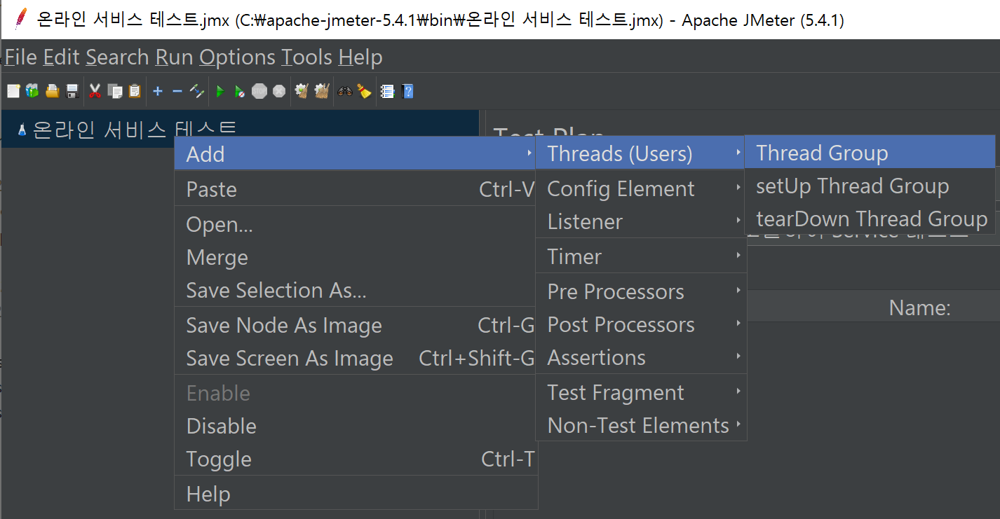 온라인 서비스 테스트.jmx (C:₩apache-jmeter-5.4.1₩bin₩온라인 서비스 테스트.jmx) - Apache JMeter (5.4.1)
File Edit Search Run Options Tools Help
온라인 서비스 테스트
Test Plan
Add
Paste Ctrl-V
Open...
Merge
Save Selection As...
Save Node As Image Ctrl-G
Save Screen As Image Ctrl+Shift-G
Enable
Disable
Toggle Ctrl-T
Help
Threads (Users)
Config Element
Listener
Timer
Pre Processors
Post Processors
Assertions
Test Fragment
Non-Test Elements
Thread Group
setUp Thread Group
tearDown Thread Group
Service 테스트
Name: